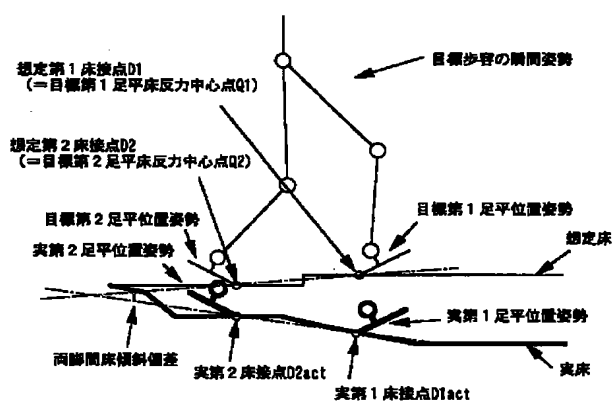 想定第１床接点D1
(＝目標第１足平床反力中心点Q1)
目標歩容の瞬間姿勢
想定第２床接点D2
(＝目標第２足平床反力中心点Q2)
目標第２足平位置姿勢
実第２足平位置姿勢
目標第１足平位置姿勢
想定床
両脚間床傾斜偏差
実第２床接点D2act
実第１床接点D1act
実第１足平位置姿勢
実床